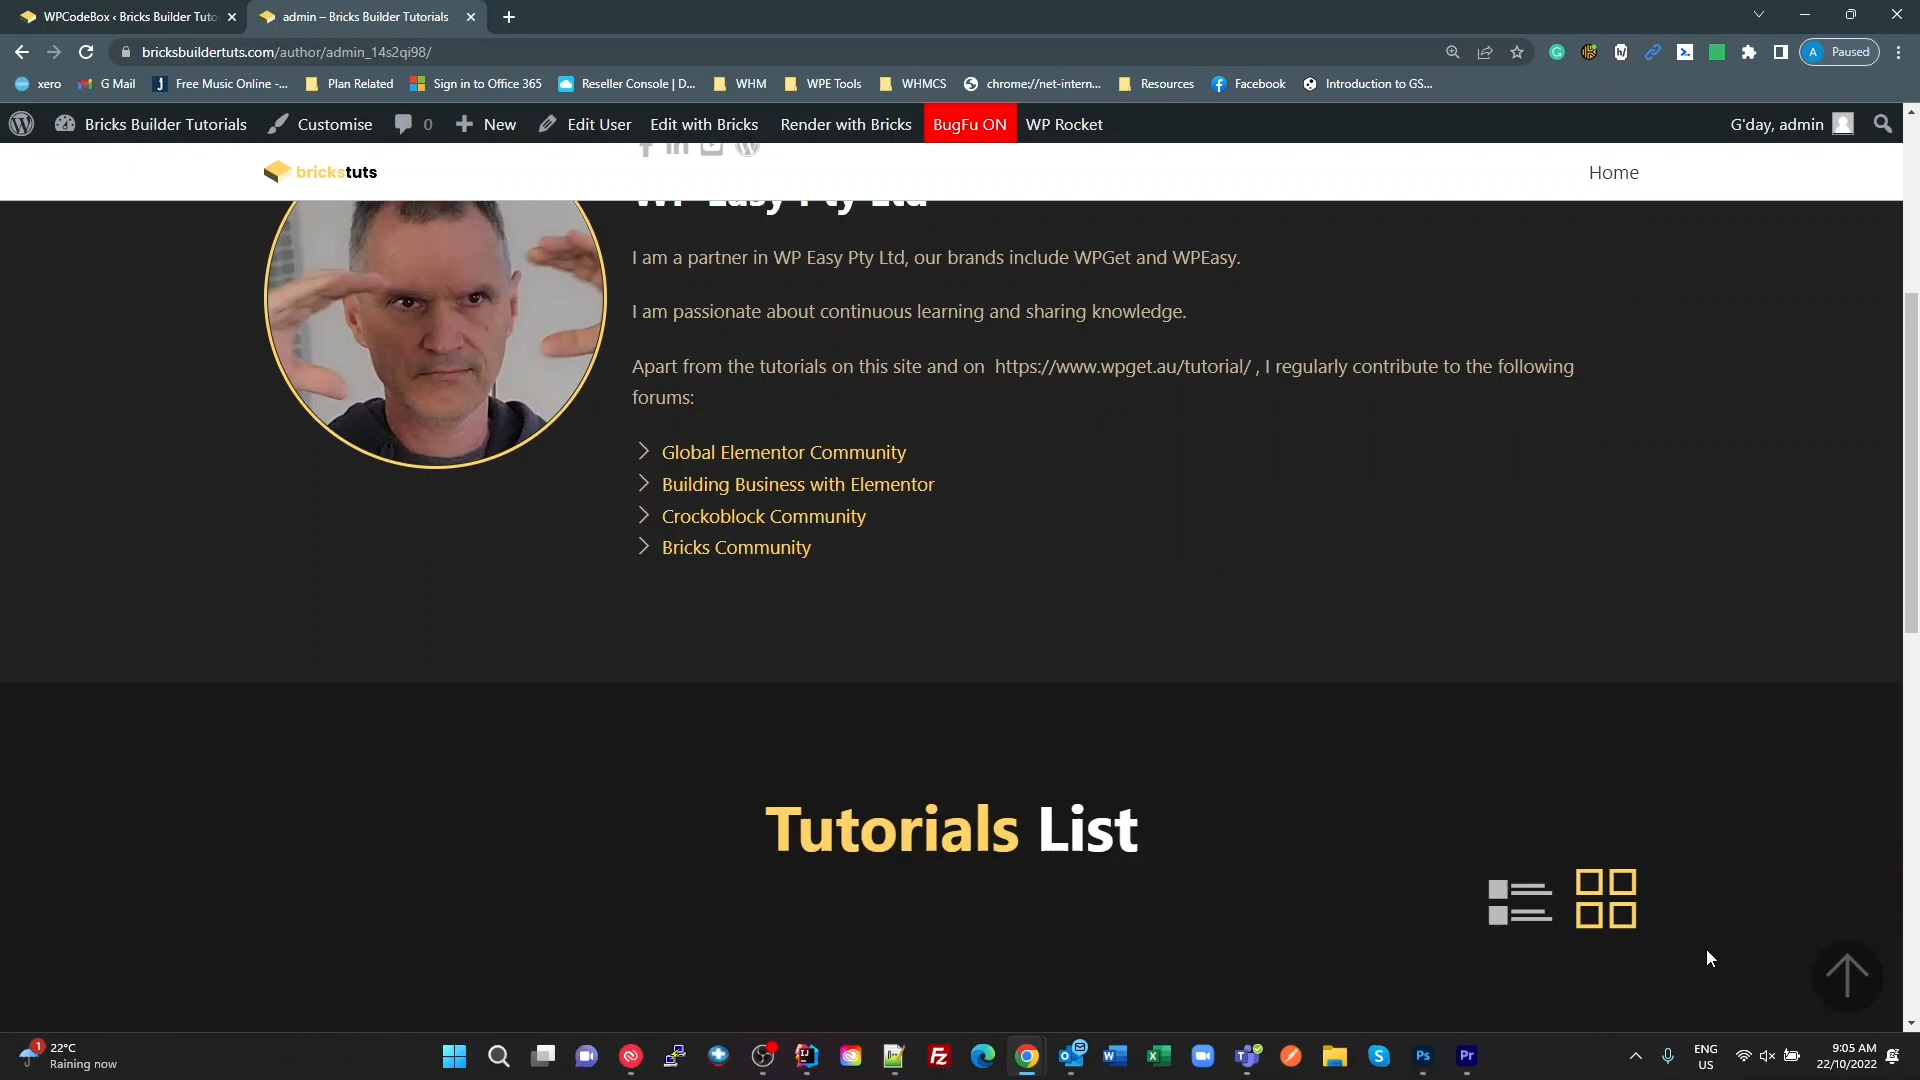 WPCodeBox ‹ Bricks Builder Tuto
admin – Bricks Builder Tutorials
bricksbuildertuts.com/author/admin_14s2qi98/
A Paused
xero
G Mail
Free Music Online -...
Plan Related
Sign in to Office 365
Reseller Console | D...
WHM
WPE Tools
WHMCS
chrome://net-intern...
Resources
Facebook
Introduction to GS...
Bricks Builder Tutorials
Customise
0
New
Edit User
Edit with Bricks
Render with Bricks
BugFu ON
WP Rocket
G'day, admin
brickstuts
Home
WP Easy Pty Ltd
I am a partner in WP Easy Pty Ltd, our brands include WPGet and WPEasy.
I am passionate about continuous learning and sharing knowledge.
Apart from the tutorials on this site and on https://www.wpget.au/tutorial/ , I regularly contribute to the following
forums:
Global Elementor Community
Building Business with Elementor
Crockoblock Community
Bricks Community
Tutorials List
1
22°C
Raining now
ENG
US
9:05 AM
22/10/2022